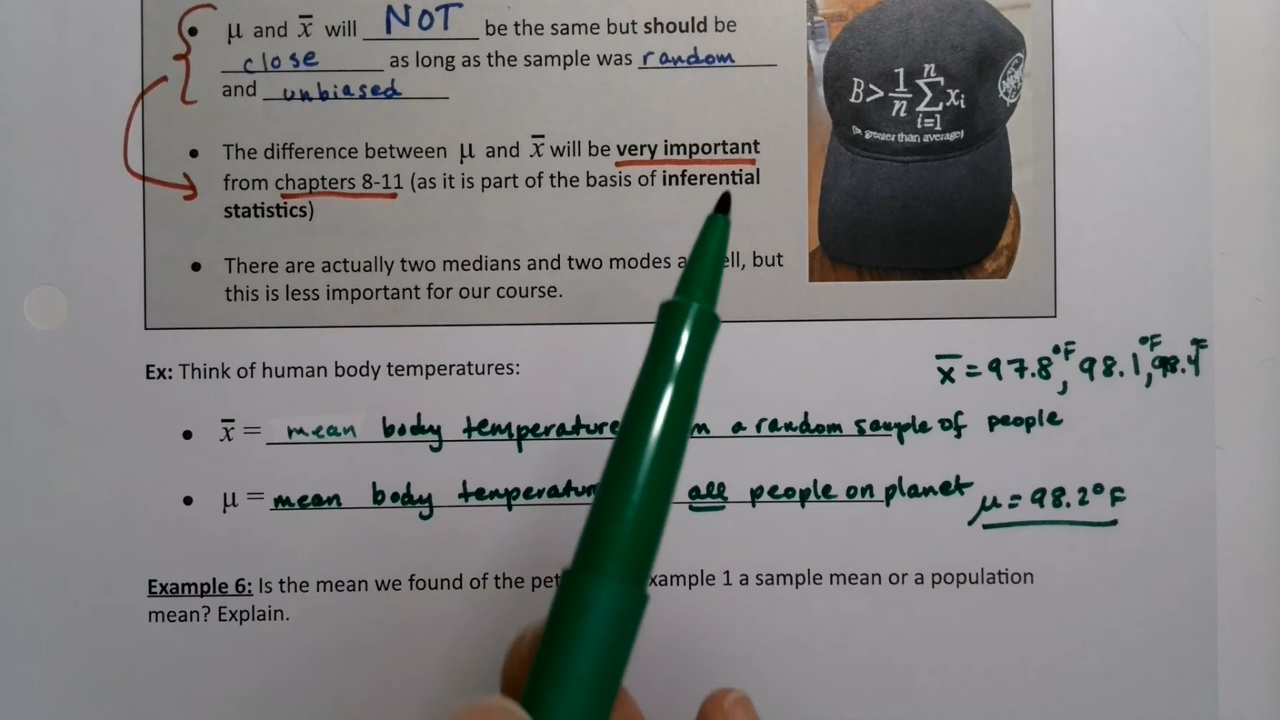 • μ and x̄ will NOT be the same but should be
close as long as the sample was random
and unbiased
• The difference between μ and x̄ will be very important
from chapters 8-11 (as it is part of the basis of inferential
statistics)
• There are actually two medians and two modes a ell, but
this is less important for our course.
B > 1/n n∑i=1 xi
greater than average)
Ex: Think of human body temperatures:
x̄ = 97.8°F, 98.1°F, 98.4°F
• x̄ = mean body temperature a random sample of people
• μ = mean body all people on planet μ = 98.2°F
Example 6: Is the mean we found of the xample 1 a sample mean or a population
mean? Explain.